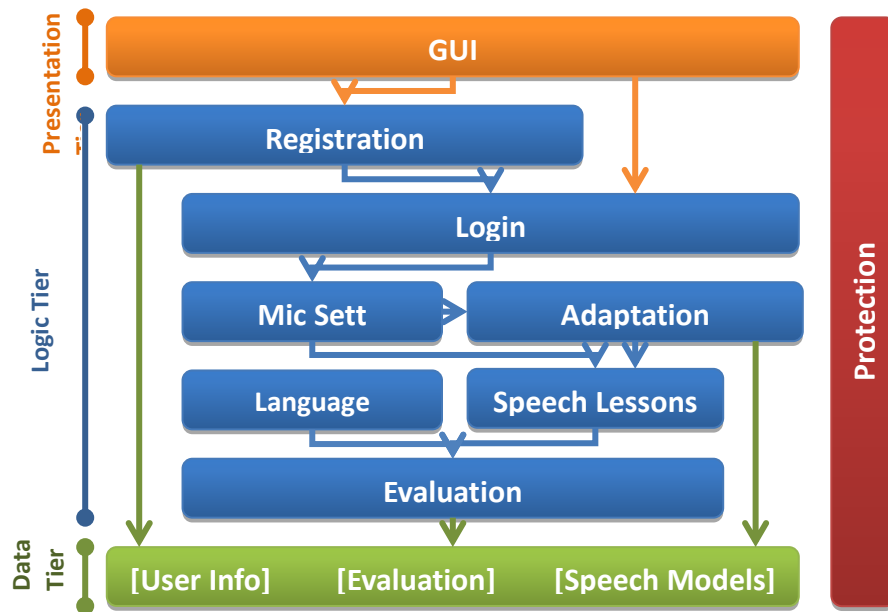 Presentation
Ti
GUI
Registration
Login
Logic Tier
Mic Sett
Adaptation
Language
Speech Lessons
Evaluation
Data
Tier
[User Info] [Evaluation] [Speech Models]
Protection